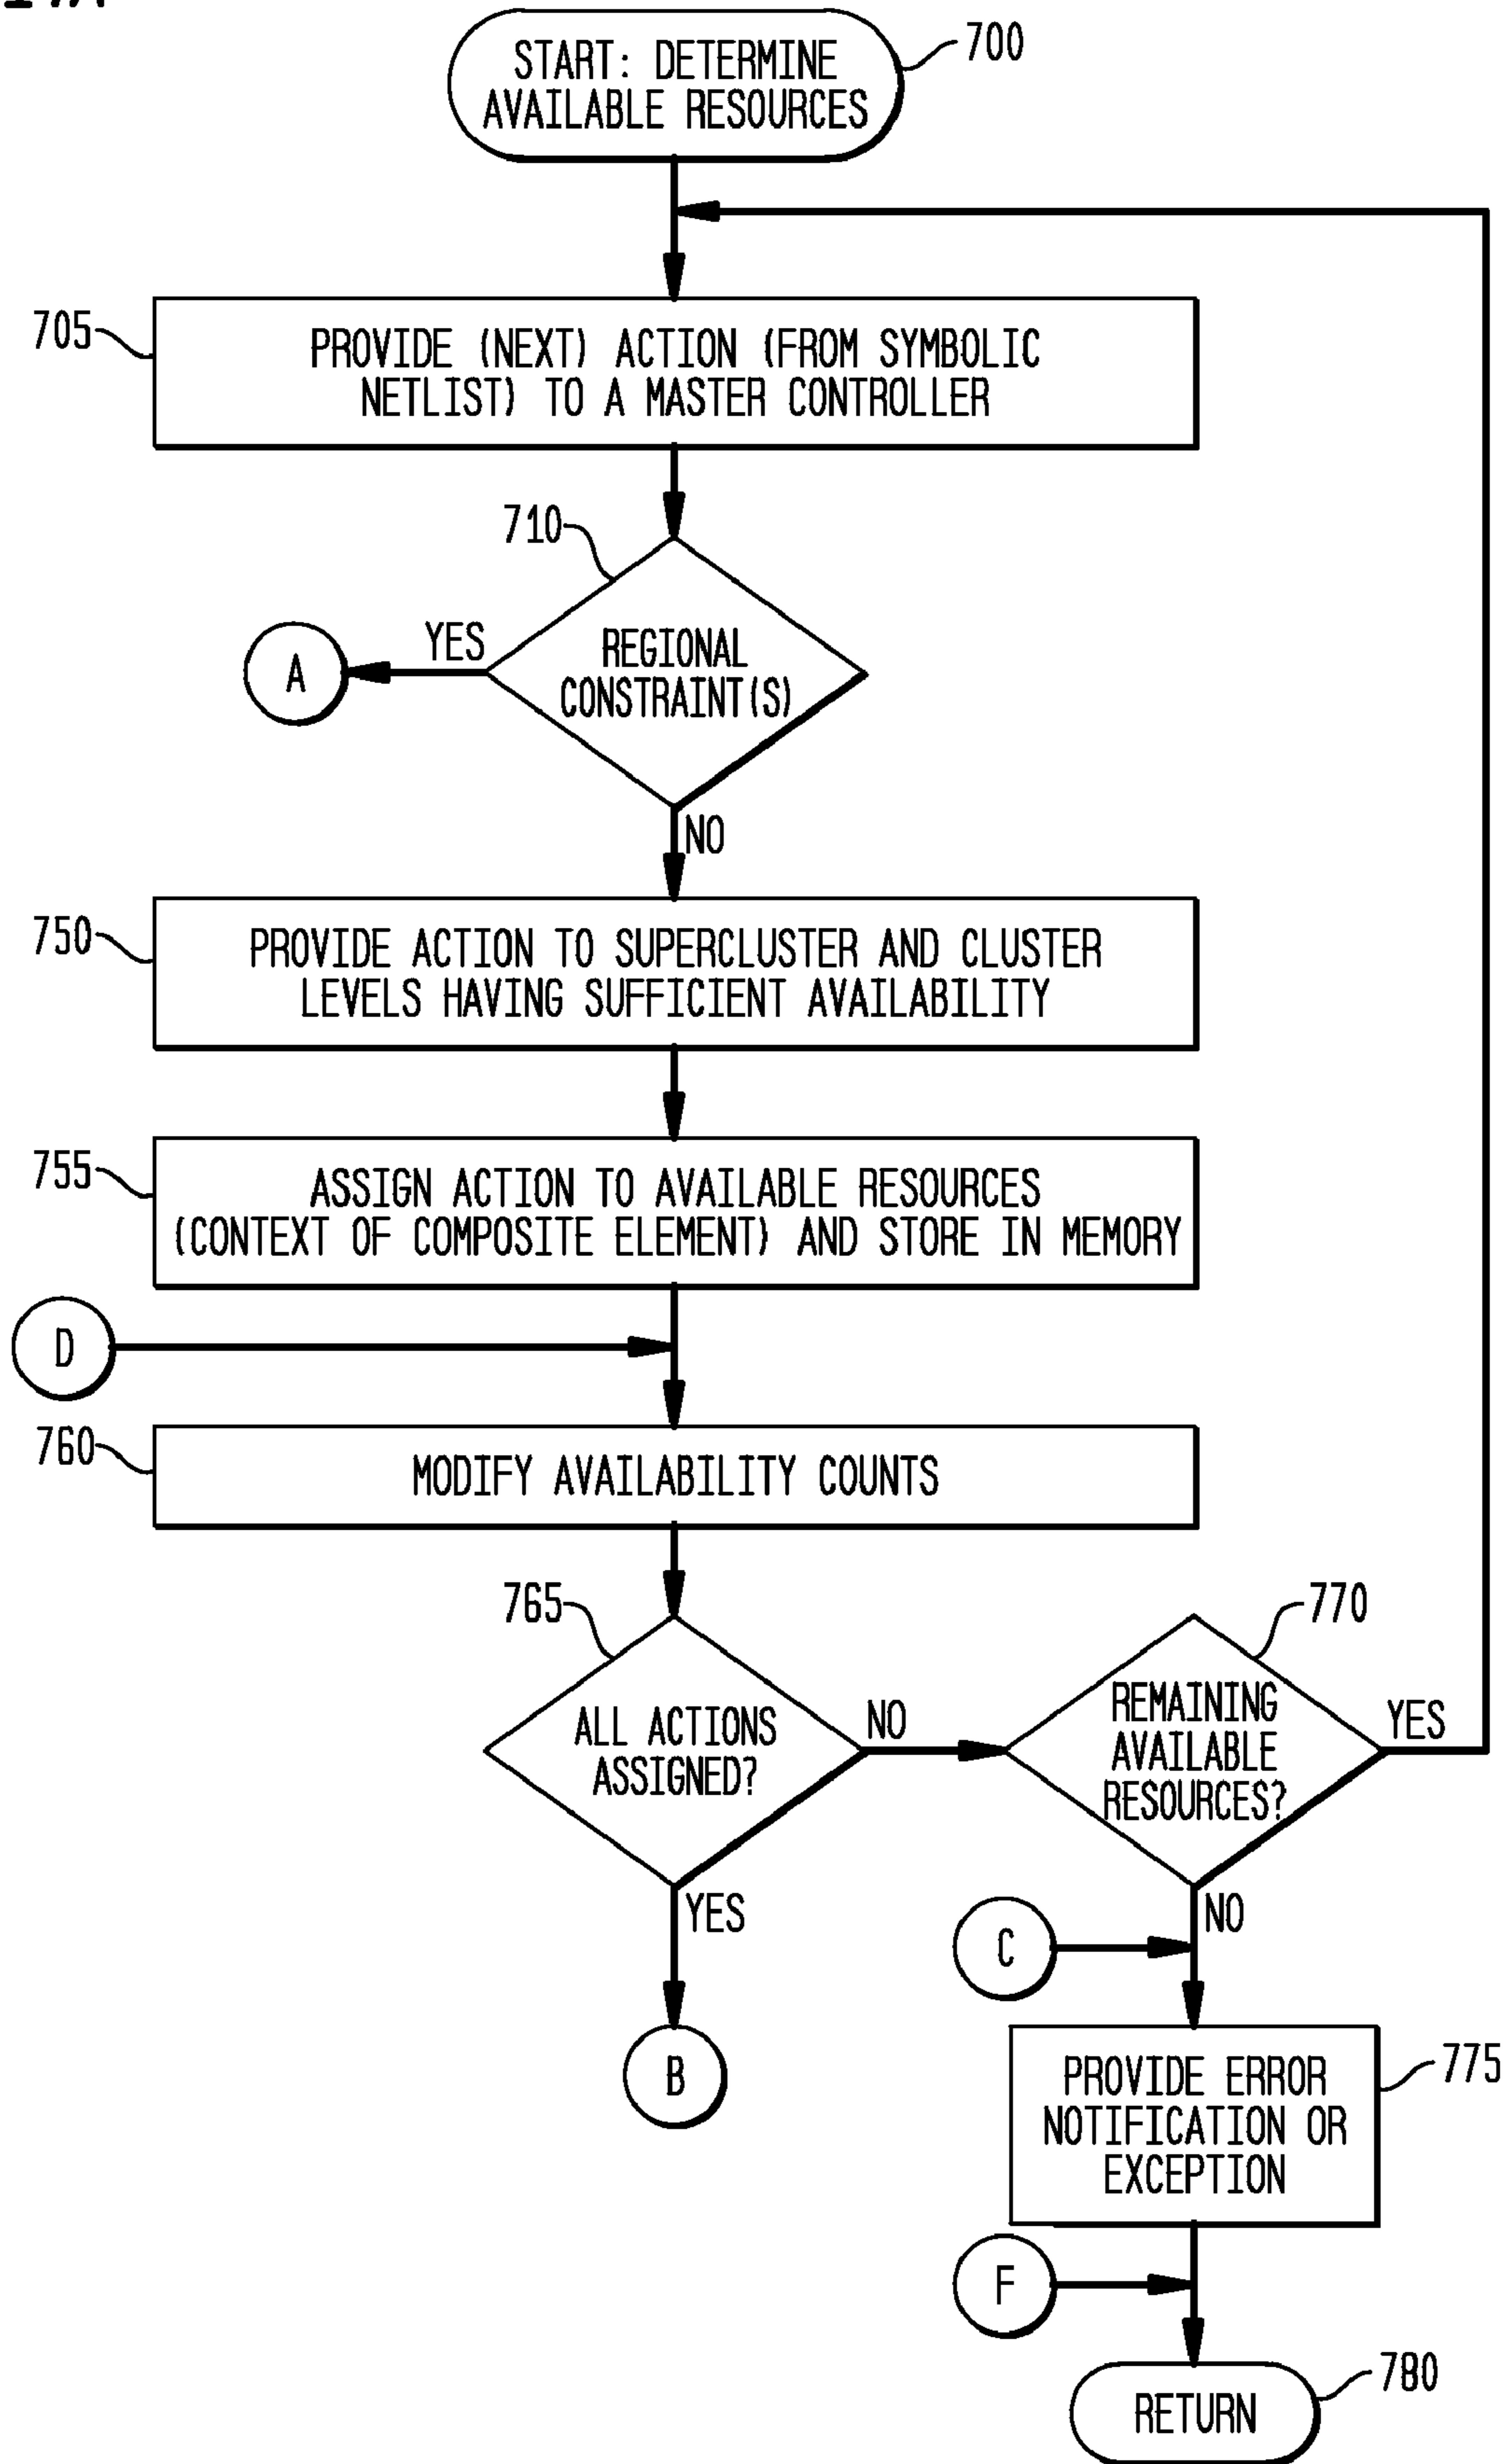 START: DETERMINE
AVAILABLE RESOURCES
700
705
PROVIDE (NEXT) ACTION (FROM SYMBOLIC
NETLIST) TO A MASTER CONTROLLER
710
YES
A
REGIONAL
CONSTRAINT(S)
NO
750
PROVIDE ACTION TO SUPERCLUSTER AND CLUSTER
LEVELS HAVING SUFFICIENT AVAILABILITY
755
ASSIGN ACTION TO AVAILABLE RESOURCES
(CONTEXT OF COMPOSITE ELEMENT) AND STORE IN MEMORY
D
760
MODIFY AVAILABILITY COUNTS
765
770
ALL ACTIONS
ASSIGNED?
NO
REMAINING
AVAILABLE
RESOURCES?
YES
YES
NO
C
B
PROVIDE ERROR
NOTIFICATION OR
EXCEPTION
775
F
RETURN
780